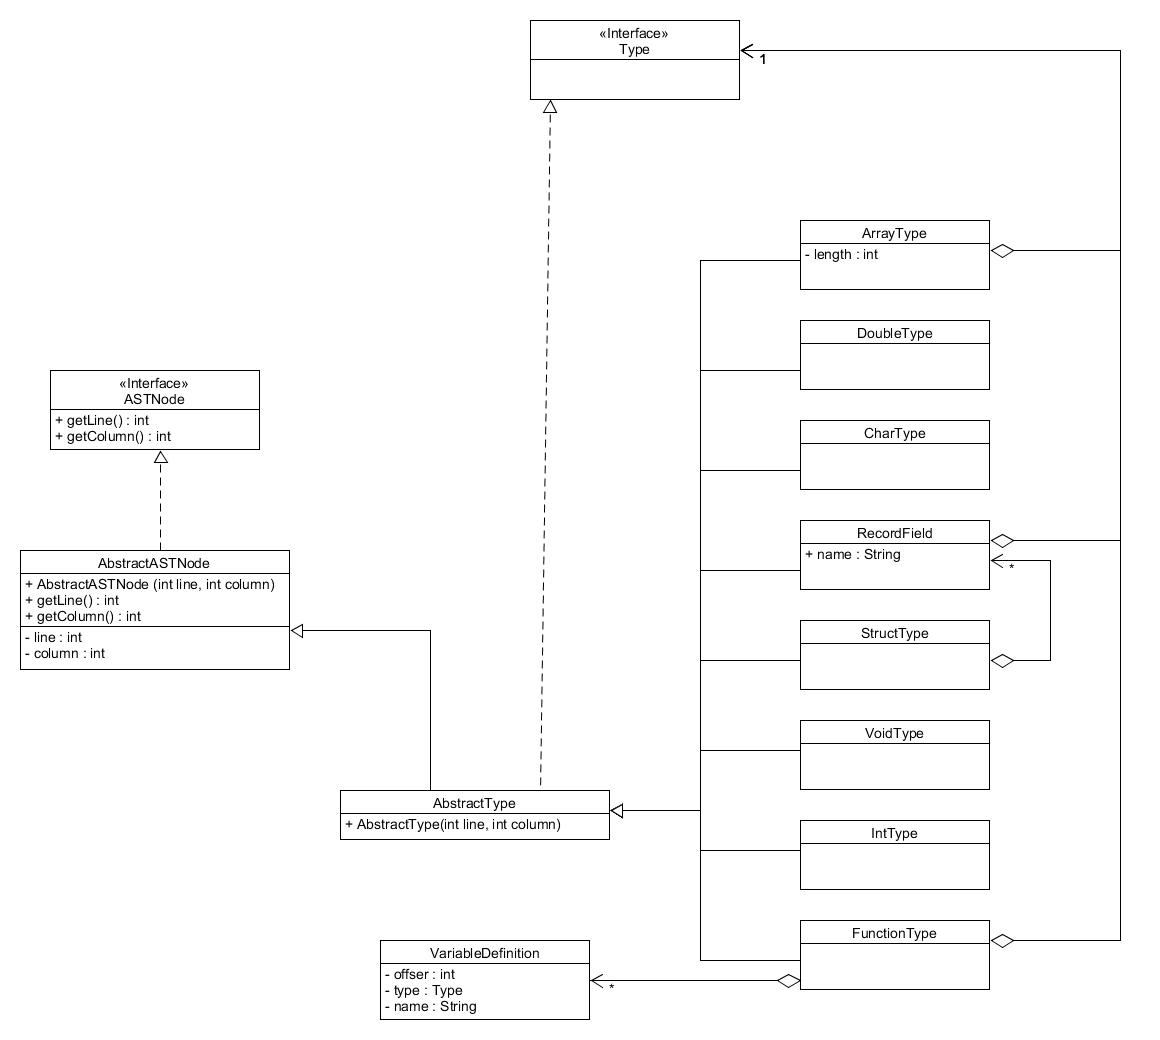 «Interface»
Type
1
ArrayType
- length : int
DoubleType
«Interface»
ASTNode
+ getLine() : int
+ getColumn() : int
CharType
RecordField
+ name : String
*
AbstractASTNode
+ AbstractASTNode (int line, int column)
+ getLine() : int
+ getColumn() : int
- line : int
- column : int
StructType
VoidType
AbstractType
+ AbstractType(int line, int column)
IntType
FunctionType
VariableDefinition
- offser : int
- type : Type
- name : String
*